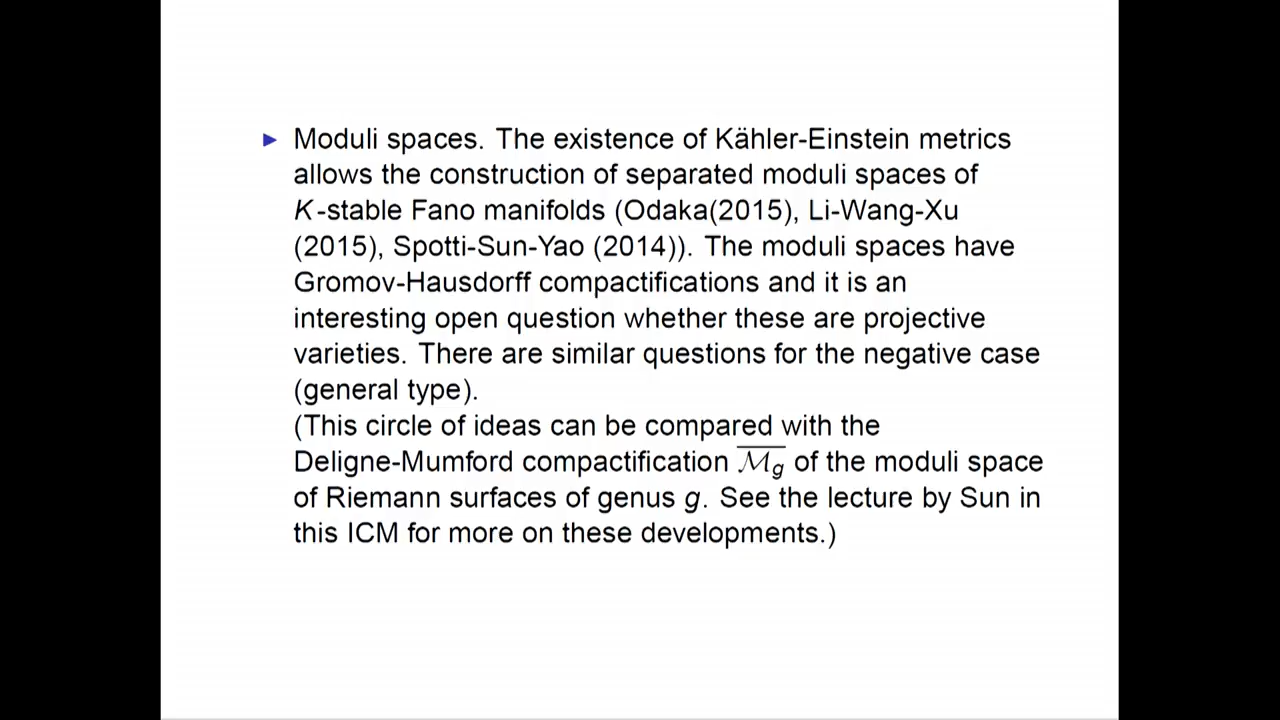 ▶ Moduli spaces. The existence of Kähler-Einstein metrics
allows the construction of separated moduli spaces of
K-stable Fano manifolds (Odaka(2015), Li-Wang-Xu
(2015), Spotti-Sun-Yao (2014)). The moduli spaces have
Gromov-Hausdorff compactifications and it is an
interesting open question whether these are projective
varieties. There are similar questions for the negative case
(general type).
(This circle of ideas can be compared with the
Deligne-Mumford compactification $\overline{\mathcal{M}_g}$ of the moduli space
of Riemann surfaces of genus g. See the lecture by Sun in
this ICM for more on these developments.)